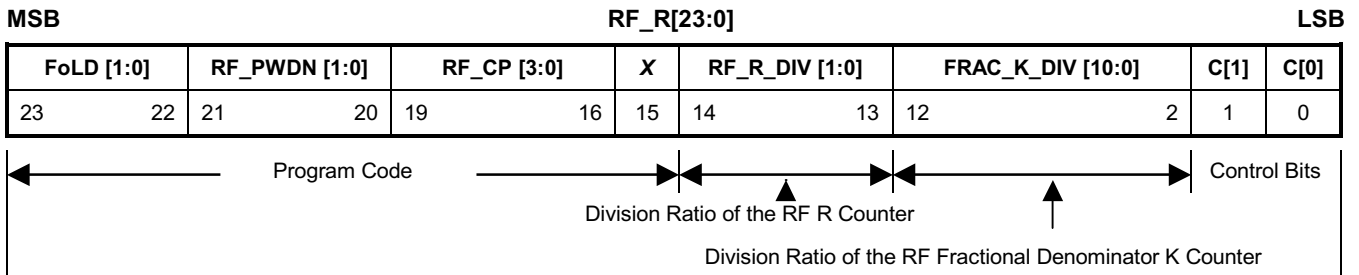 MSB RF_R[23:0] LSB
FoLD [1:0] RF_PWDN [1:0] RF_CP [3:0] X RF_R_DIV [1:0] FRAC_K_DIV [10:0] C[1] C[0]
23 22 21 20 19 16 15 14 13 12 2 1 0
Program Code Control Bits
Division Ratio of the RF R Counter
Division Ratio of the RF Fractional Denominator K Counter